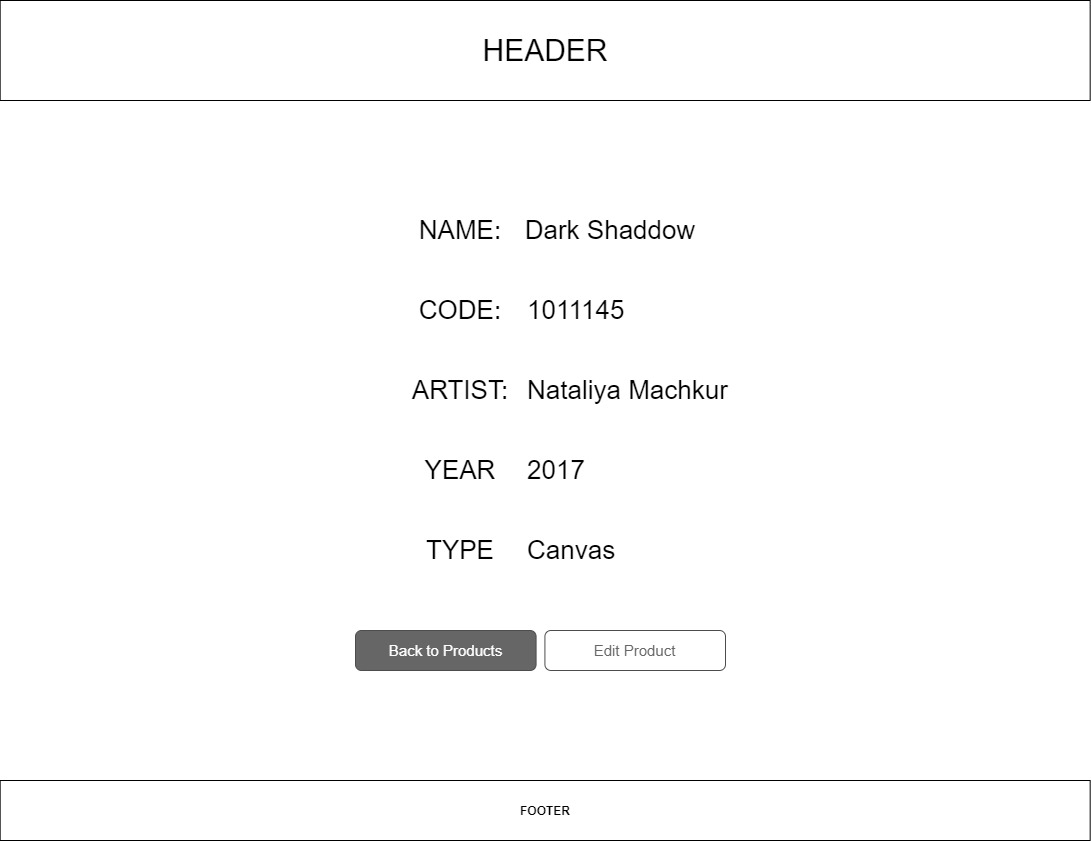 HEADER
NAME: Dark Shaddow
CODE: 1011145
ARTIST: Nataliya Machkur
YEAR 2017
TYPE Canvas
Back to Products Edit Product
FOOTER